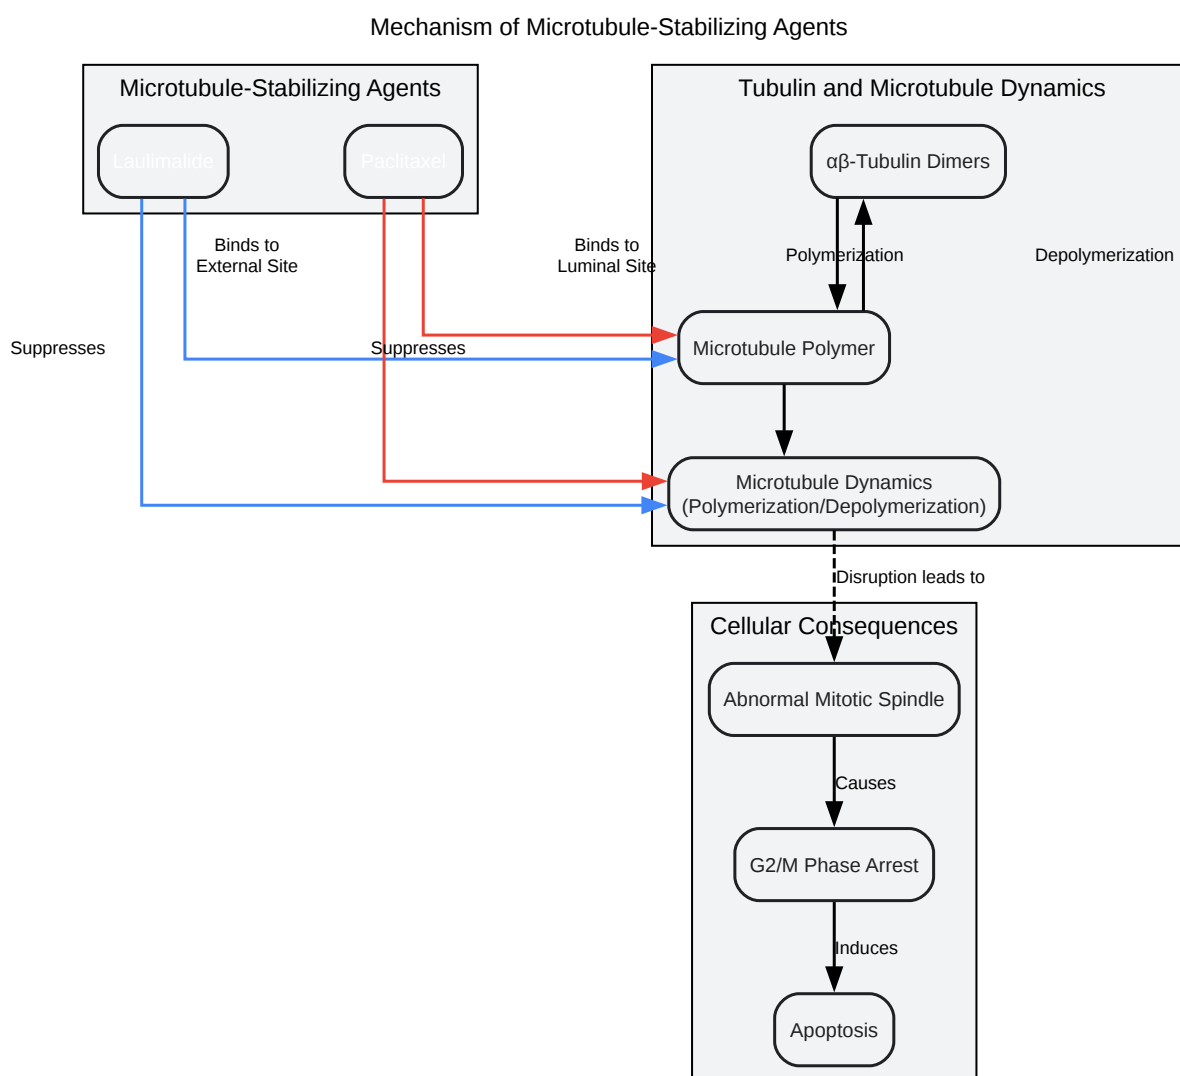 Mechanism of Microtubule-Stabilizing Agents
Microtubule-Stabilizing Agents
Laulimalide
Paclitaxel
Tubulin and Microtubule Dynamics
αβ-Tubulin Dimers
Binds to
External Site
Binds to
Luminal Site
Polymerization
Depolymerization
Suppresses
Suppresses
Microtubule Polymer
Microtubule Dynamics
(Polymerization/Depolymerization)
Disruption leads to
Cellular Consequences
Abnormal Mitotic Spindle
Causes
G2/M Phase Arrest
Induces
Apoptosis